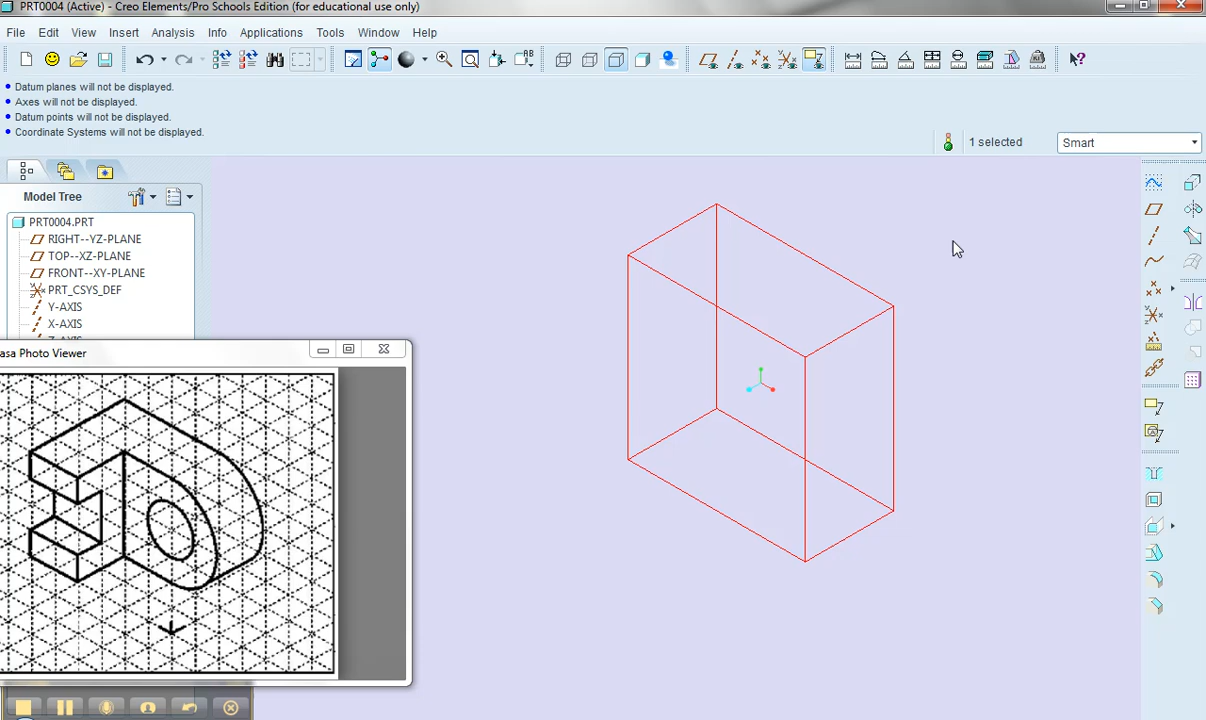 PRT0004 (Active) - Creo Elements/Pro Schools Edition (for educational use only)
File Edit View Insert Analysis Info Applications Tools Window Help
Datum planes will not be displayed.
Axes will not be displayed.
Datum points will not be displayed.
Coordinate Systems will not be displayed.
1 selected
Smart
Model Tree
PRT0004.PRT
RIGHT--YZ-PLANE
TOP--XZ-PLANE
FRONT--XY-PLANE
PRT_CSYS_DEF
Y-AXIS
X-AXIS
asa Photo Viewer